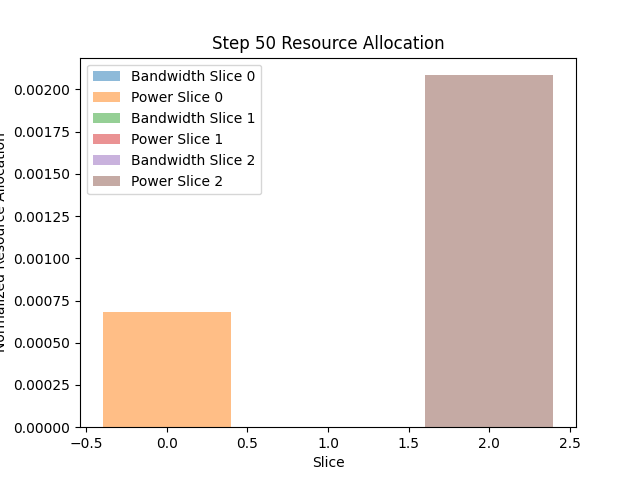 Step 50 Resource Allocation
Bandwidth Slice 0
Power Slice 0
Bandwidth Slice 1
Power Slice 1
Bandwidth Slice 2
Power Slice 2
Normalized Resource Allocation
0.00200
0.00175
0.00150
0.00125
0.00100
0.00075
0.00050
0.00025
0.00000
−0.5
0.0
0.5
1.0
1.5
2.0
2.5
Slice